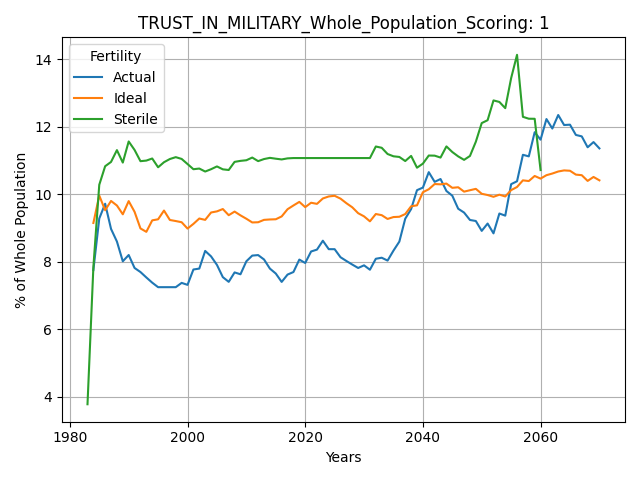 TRUST_IN_MILITARY_Whole_Population_Scoring: 1
Fertility
Actual
Ideal
Sterile
% of Whole Population
14
12
10
8
6
4
1980
2000
2020
2040
2060
Years